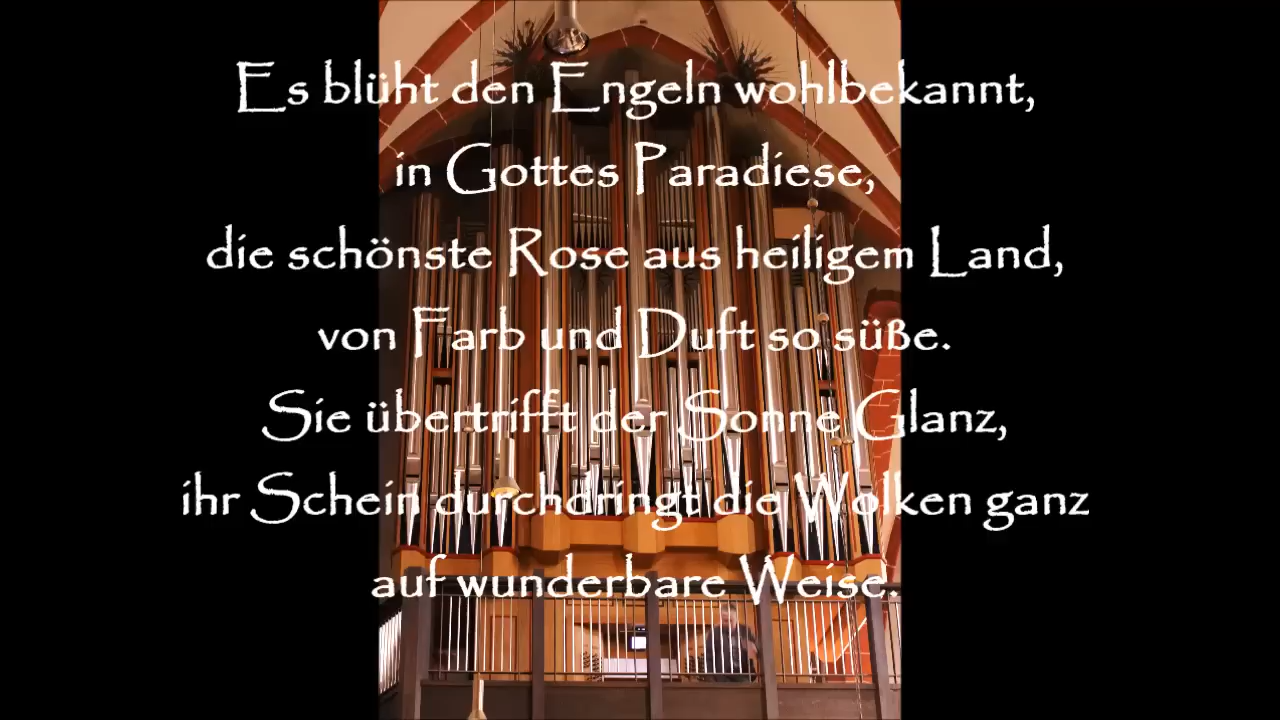 Es blüht den Engeln wohlbekannt,
in Gottes Paradiese,
die schönste Rose aus heiligem Land,
von Farb und Duft so süße.
Sie übertrifft der Sonne Glanz,
ihr Schein durchdringt die Wolken ganz
auf wunderbare Weise.